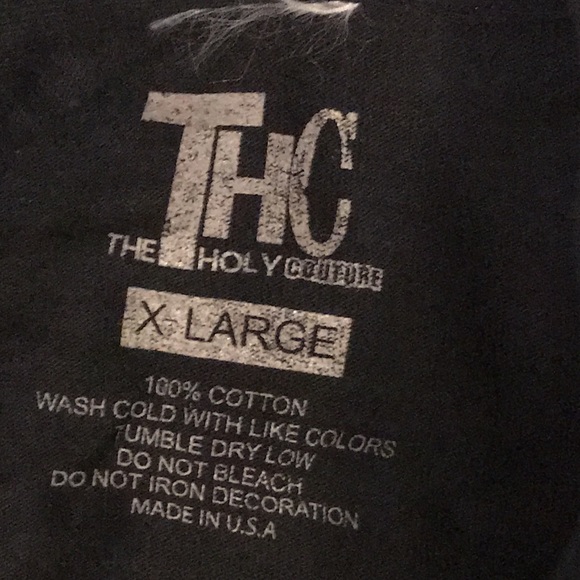 THC
THE HOLY COUTURE
X-LARGE
100% COTTON
WASH COLD WITH LIKE COLORS
TUMBLE DRY LOW
DO NOT BLEACH
DO NOT IRON DECORATION
MADE IN U.S.A